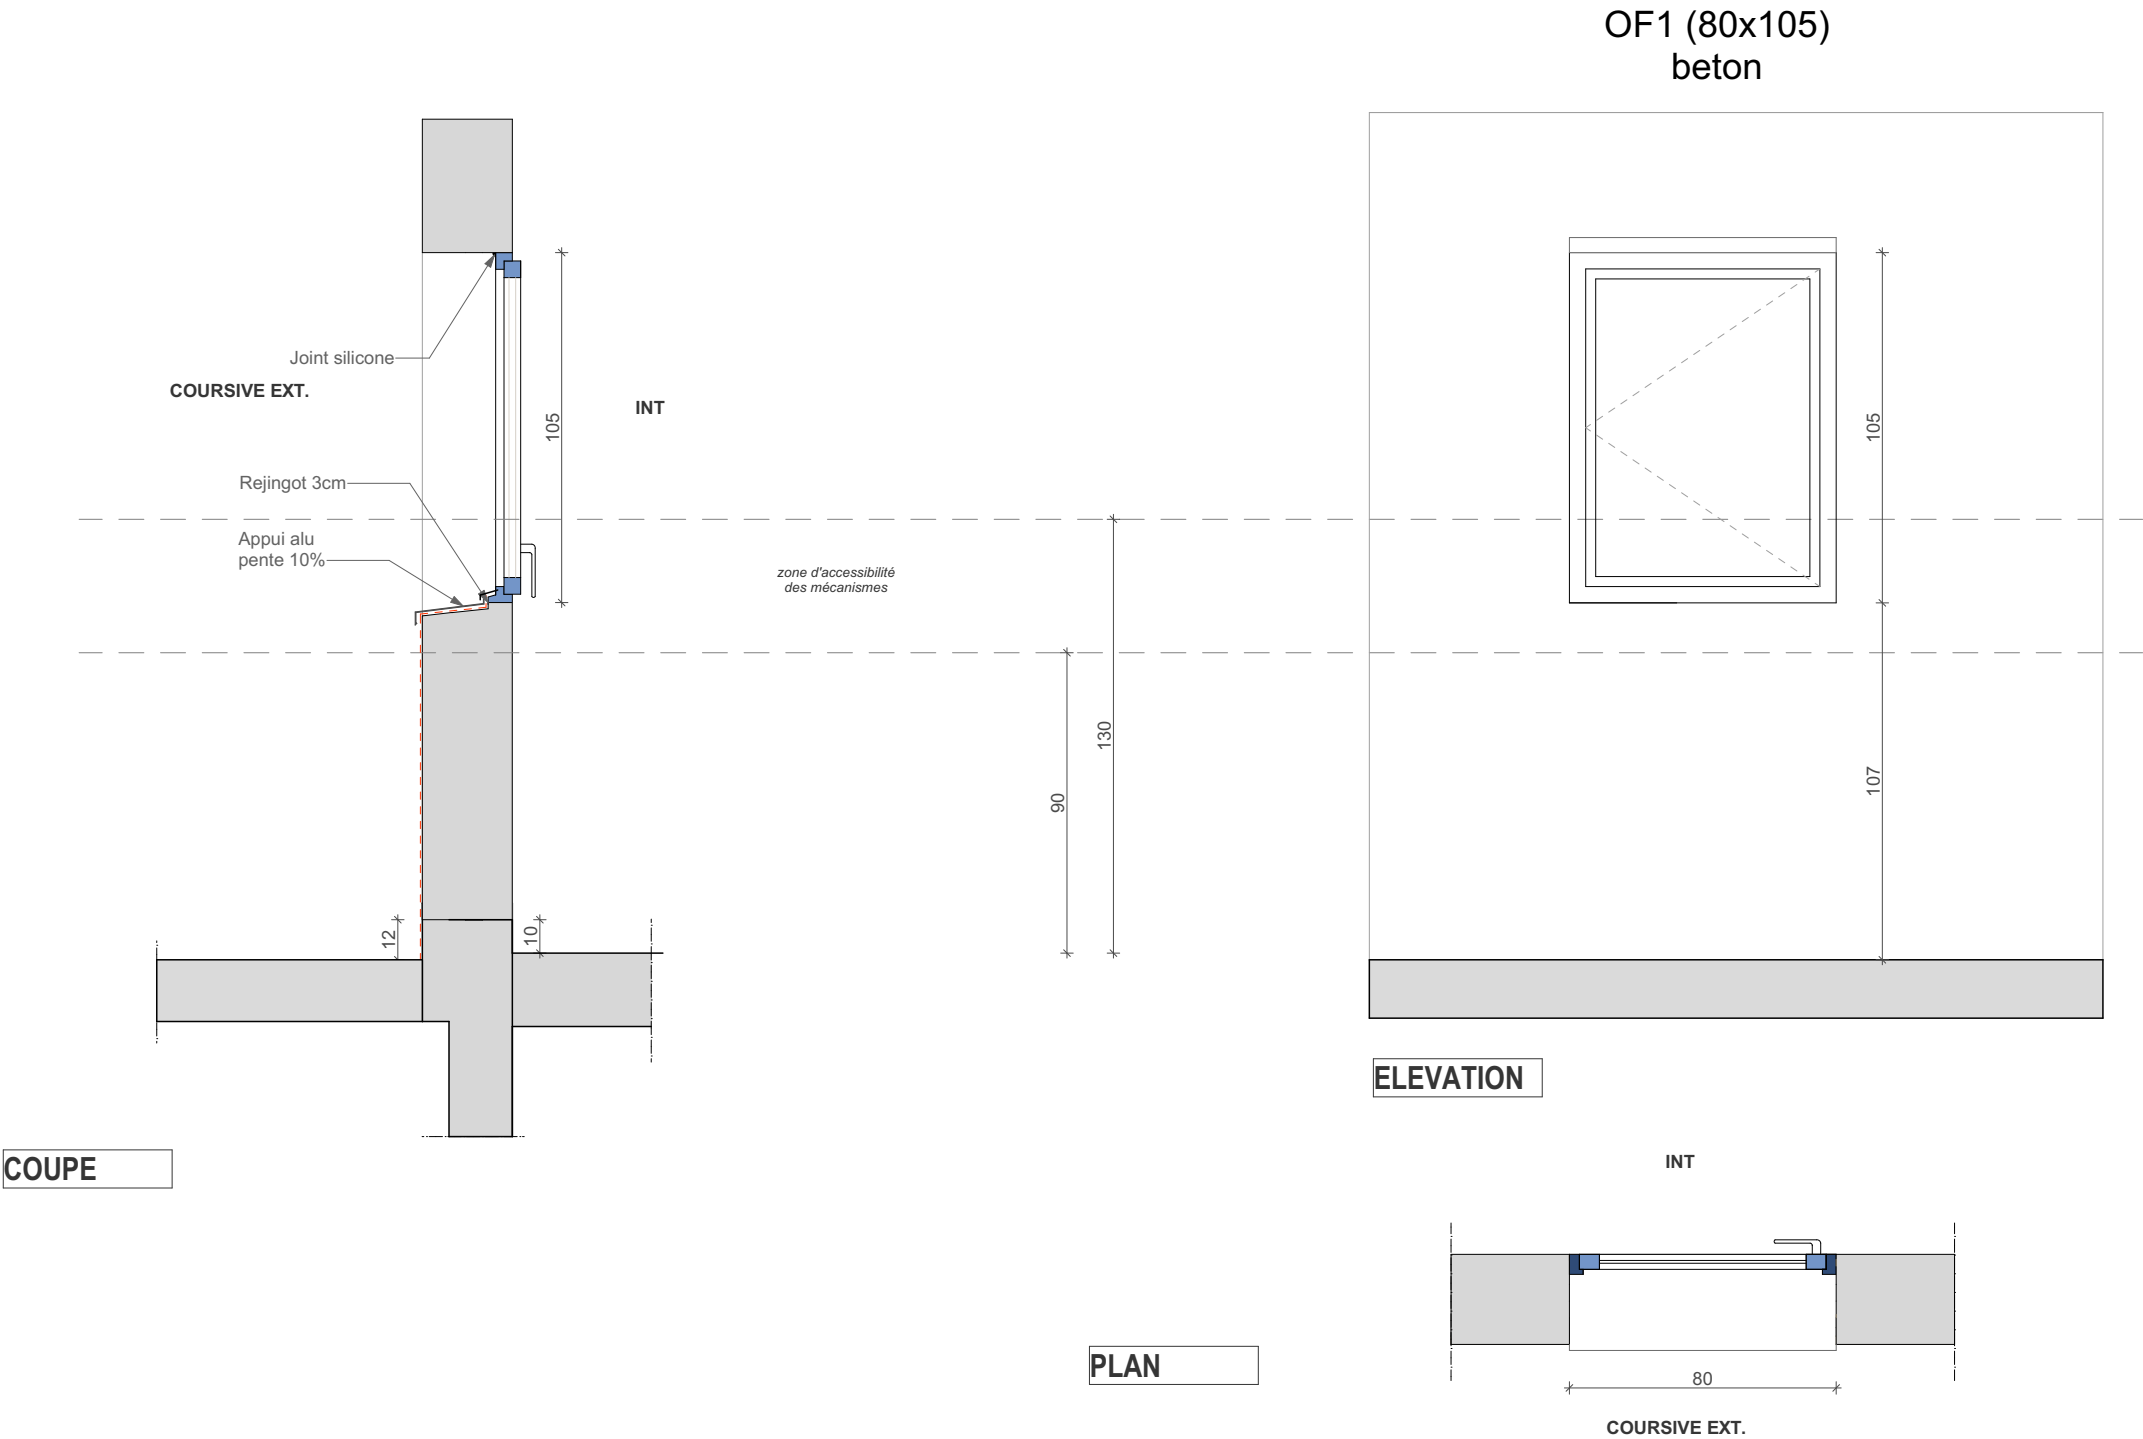 OF1 (80x105)
beton
Joint silicone
COURSIVE EXT.
INT
105
105
Rejingot 3cm
Appui alu
pente 10%
zone d'accessibilité
des mécanismes
130
90
107
12
10
ELEVATION
COUPE
INT
PLAN
80
COURSIVE EXT.